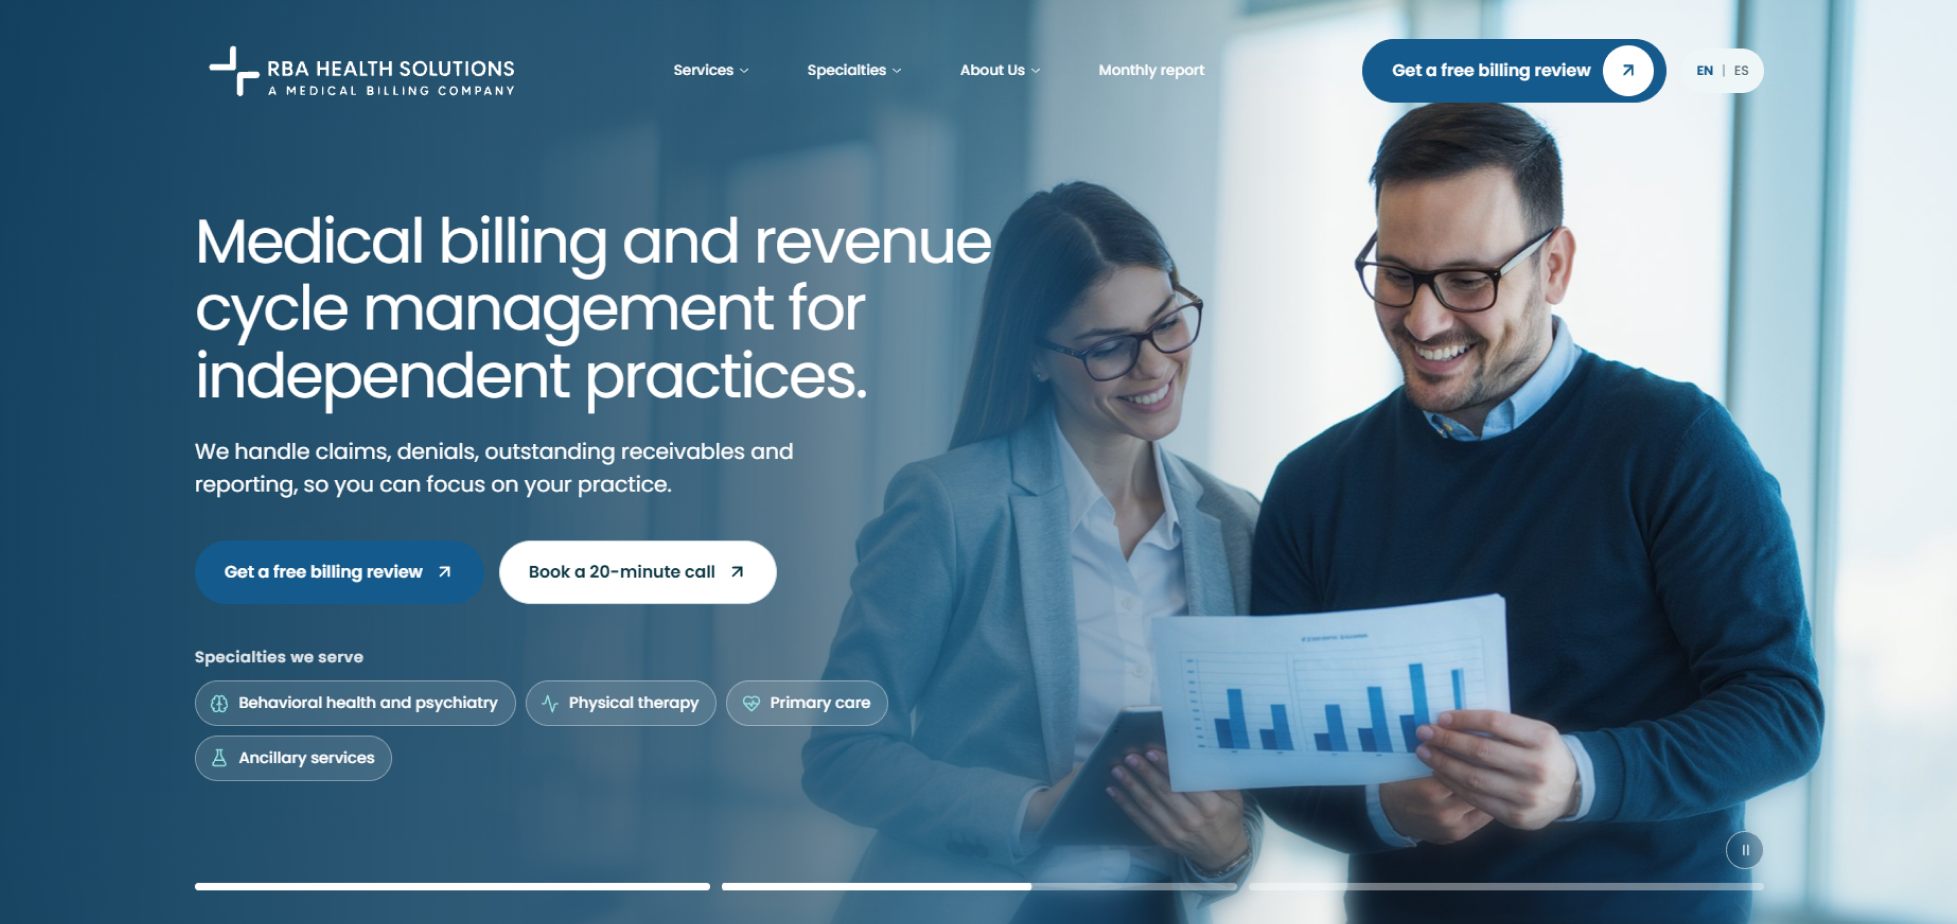 RBA HEALTH SOLUTIONS
A MEDICAL BILLING COMPANY
Services
Specialties
About Us
Monthly report
Get a free billing review
EN | ES
Medical billing and revenue
cycle management for
independent practices.
We handle claims, denials, outstanding receivables and
reporting, so you can focus on your practice.
Get a free billing review
Book a 20-minute call
Specialties we serve
Behavioral health and psychiatry
Physical therapy
Primary care
Ancillary services